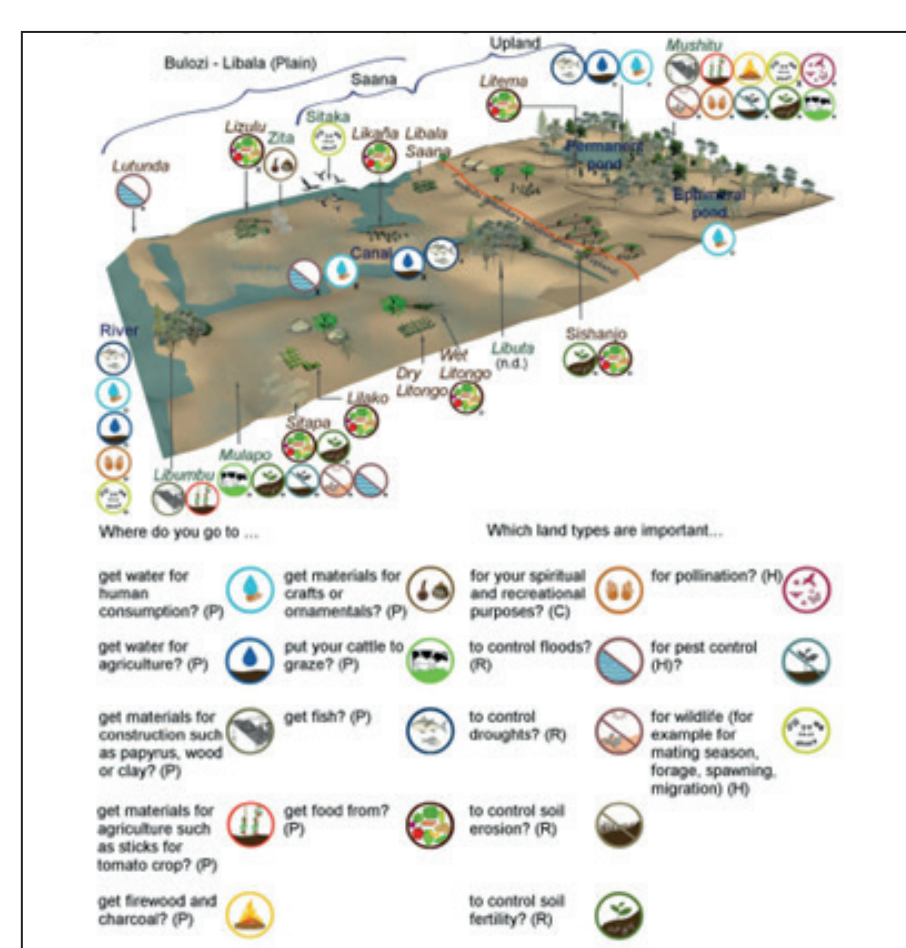 Upland
Mushitu
Bulozi - Libala (Plain)
Saana
Litema
Sitaka
Lizulu
Zita
Likaña
Libala
Saana
Lutunda
Permanent
pond
Ephimeral
pond
Canal
River
Libuta
(n.d.)
Sishanjo
Wet
Litongo
Dry
Litongo
Lilako
Sitapa
Mulapo
Libumbu
Where do you go to ...
Which land types are important...
get water for
human
consumption? (P)
get materials for
crafts or
ornamentals? (P)
for your spiritual
and recreational
purposes? (C)
for pollination? (H)
get water for
agriculture? (P)
put your cattle to
graze? (P)
to control floods?
(R)
for pest control
(H)?
get materials for
construction such
as papyrus, wood
or clay? (P)
get fish? (P)
to control
droughts? (R)
for wildlife (for
example for
mating season,
forage, spawning,
migration) (H)
get materials for
agriculture such
as sticks for
tomato crop? (P)
get food from?
(P)
to control soil
erosion? (R)
get firewood and
charcoal? (P)
to control soil
fertility? (R)